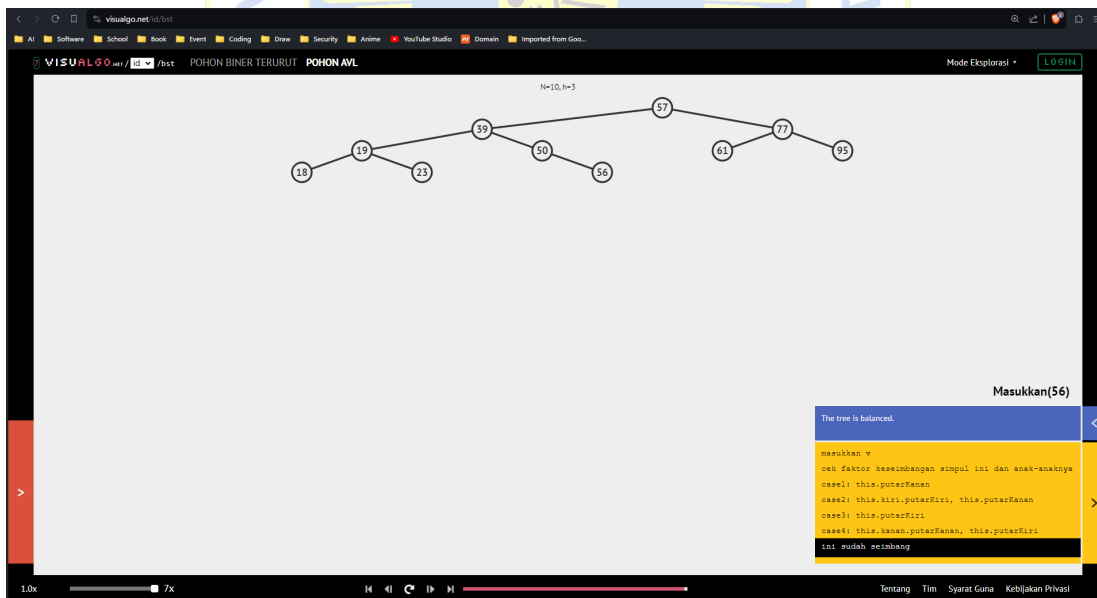 visualgo.net/id/bst
AI Software School Book Event Coding Draw Security Anime YouTube Studio Domain Imported from Goo...
7 VISUALGO.NET/ id /bst POHON BINER TERURUT POHON AVL Mode Eksplorasi LOGIN
N=10, h=3
57
39 77
19 50 61 95
18 23 56
Masukkan(56)
The tree is balanced.
masukkan v
cek faktor keseimbangan simpul ini dan anak-anaknya
case1: this.putarKanan
case2: this.kiri.putarKiri, this.putarKanan
case3: this.putarKiri
case4: this.kanan.putarKanan, this.putarKiri
ini sudah seimbang
1.0x 7x Tentang Tim Syarat Guna Kebijakan Privasi